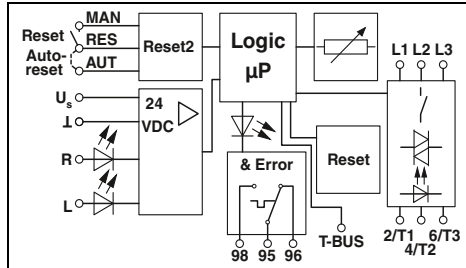 MAN
Reset
RES
Auto-
reset
AUT
Reset2
Logic
µP
L1 L2 L3
Us
⊥
R
L
24
VDC
& Error
Reset
98 95 96
T-BUS
2/T1 6/T3
4/T2